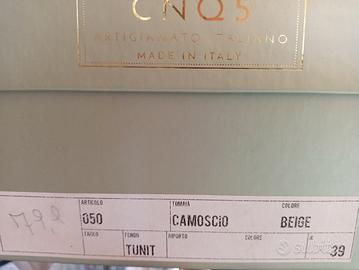 CNQ5
ARTIGIANATO ITALIANO
MADE IN ITALY
ARTICOLO TOMAIA COLORE
050 CAMOSCIO BEIGE
TACCO FONDO RIPORTO COLORE
TUNIT 39